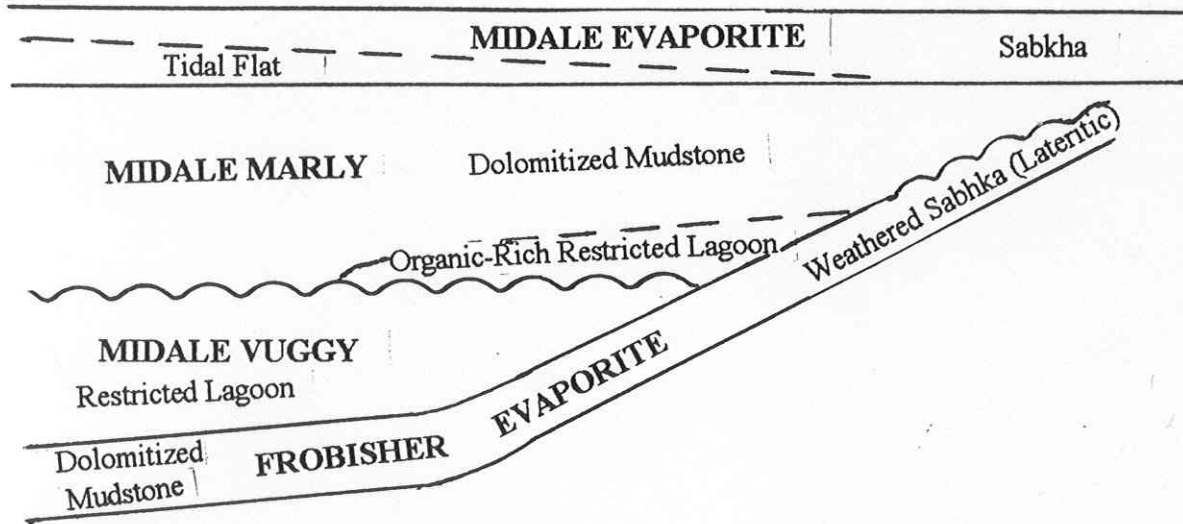 MIDALE EVAPORITE
Sabkha
Tidal Flat
MIDALE MARLY
Dolomitized Mudstone
Organic-Rich Restricted Lagoon
Weathered Sabhka (Lateritic)
MIDALE VUGGY
Restricted Lagoon
FROBISHER EVAPORITE
Dolomitized
Mudstone